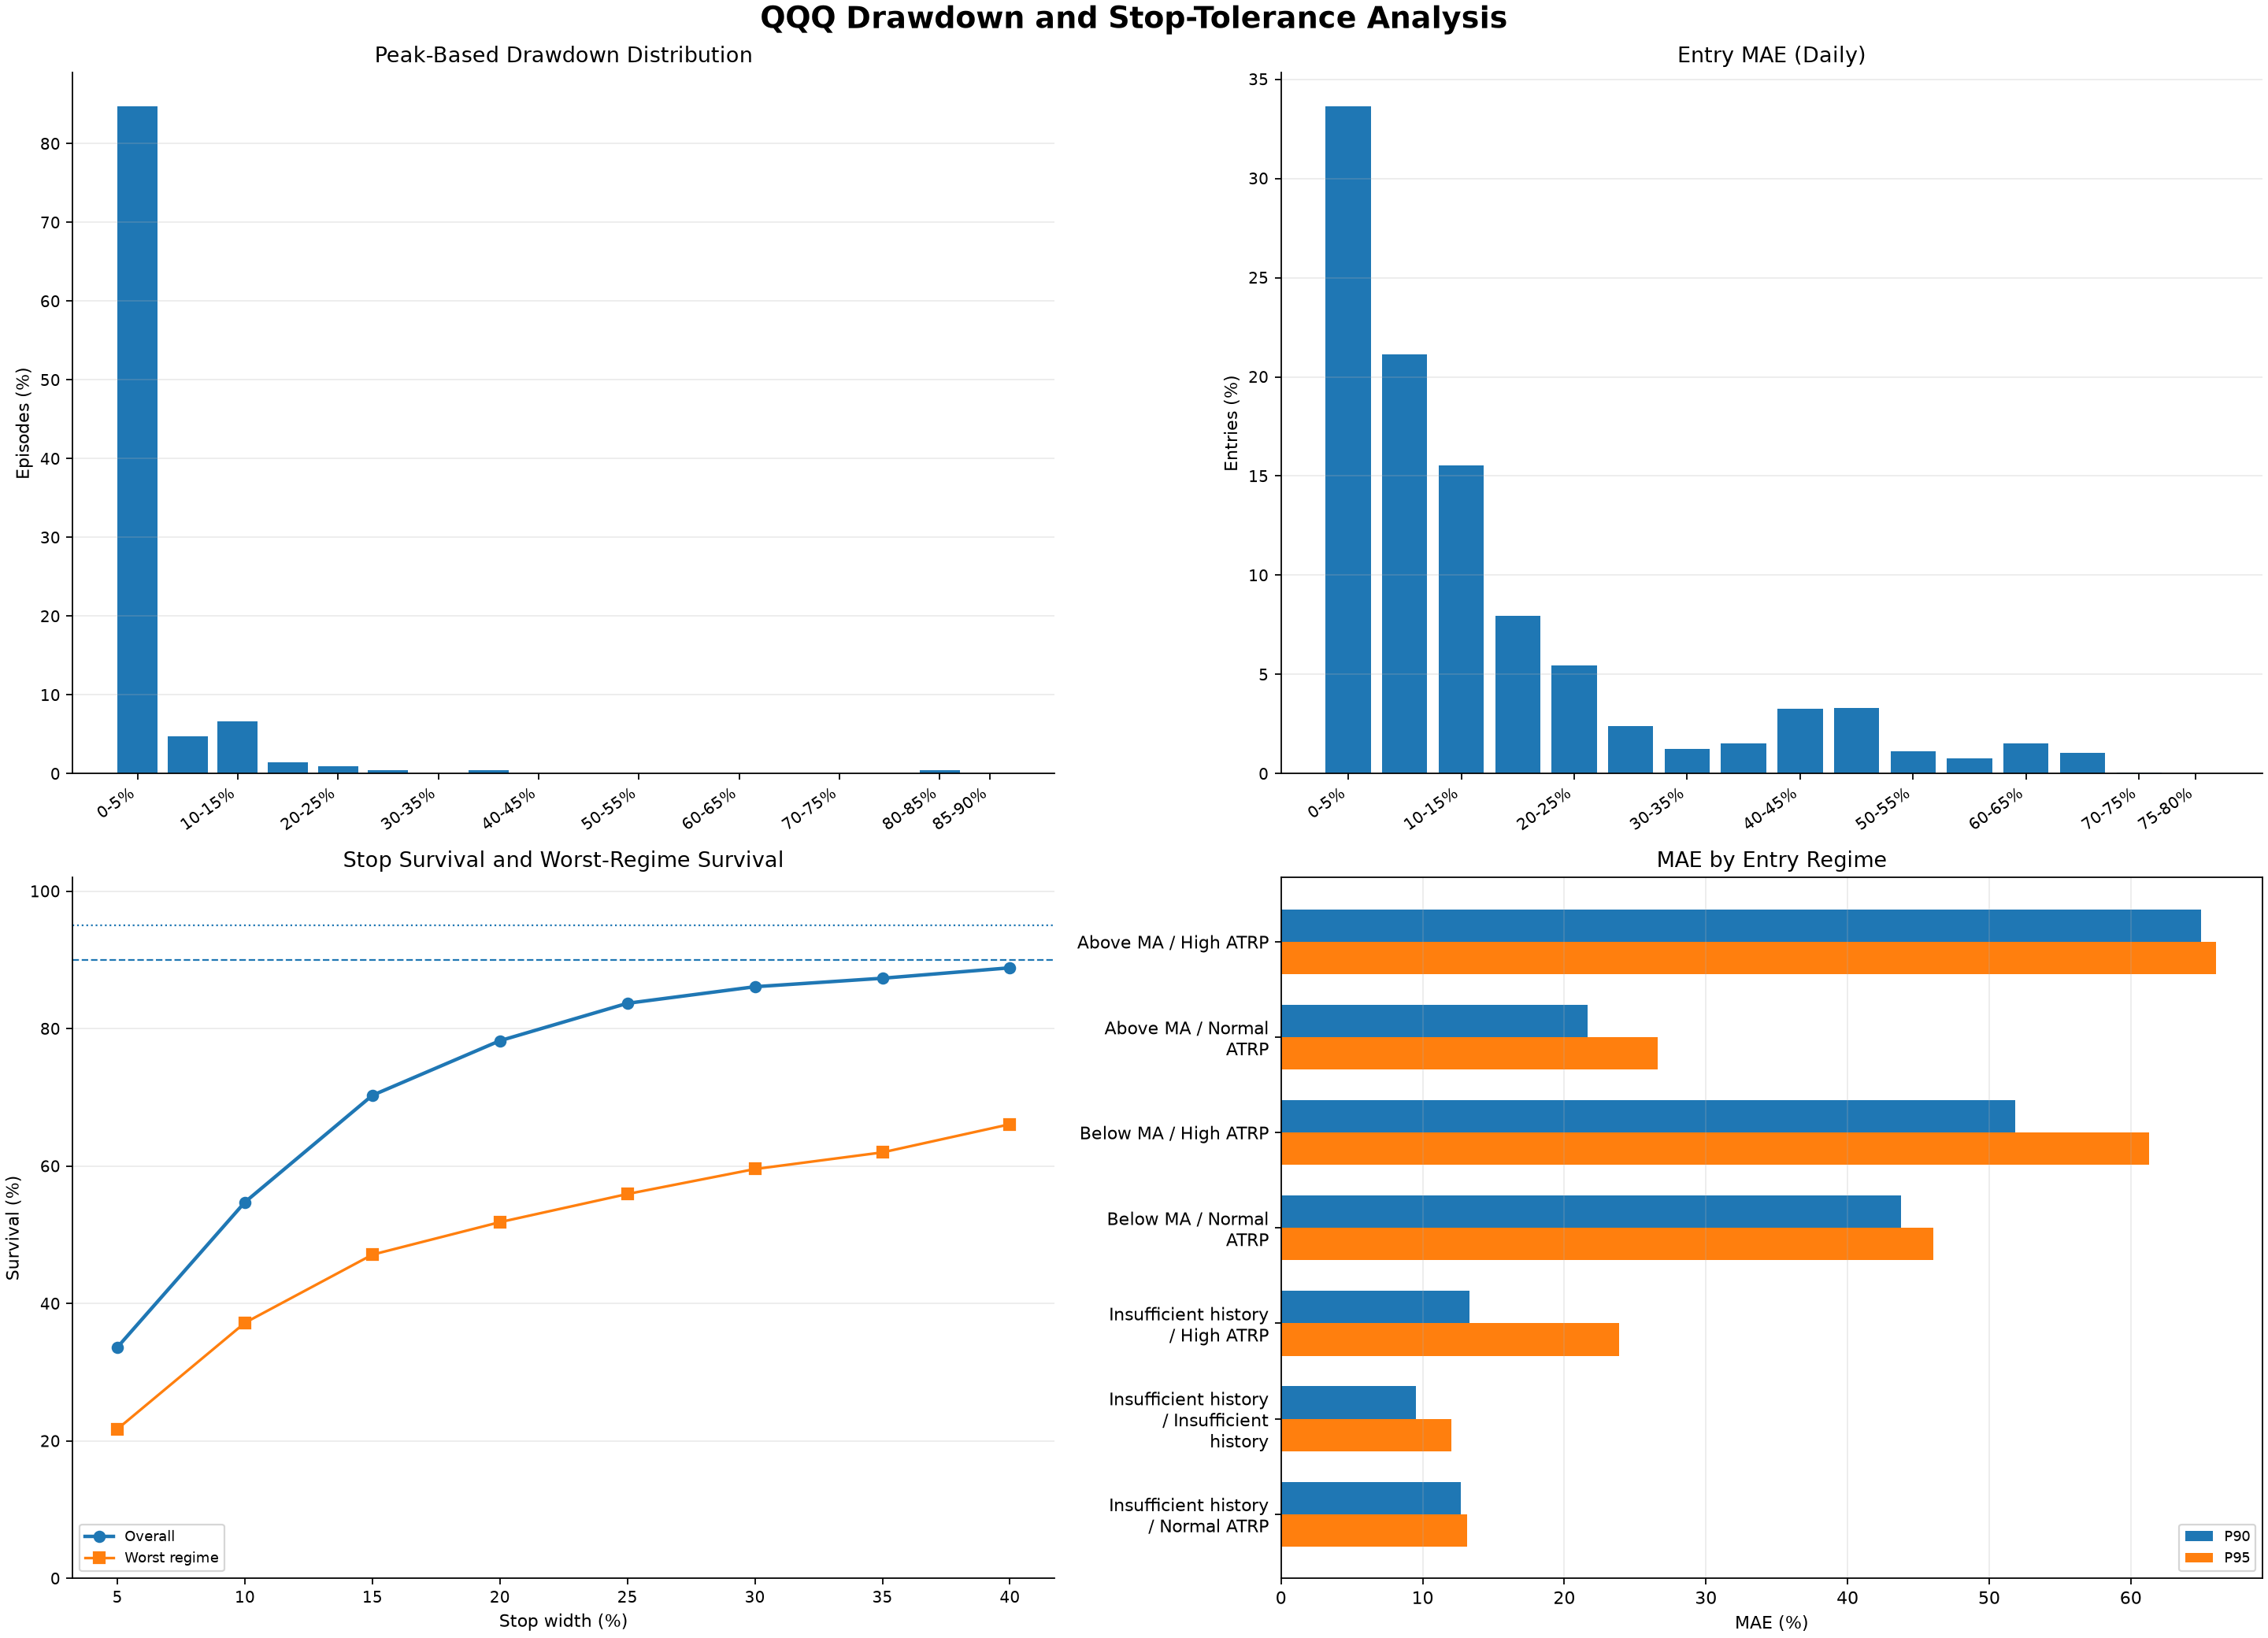 QQQ Drawdown and Stop-Tolerance Analysis
Peak-Based Drawdown Distribution
Episodes (%)
80
70
60
50
40
30
20
10
0
0-5%
10-15%
20-25%
30-35%
40-45%
50-55%
60-65%
70-75%
80-85%
85-90%
Entry MAE (Daily)
Entries (%)
35
30
25
20
15
10
5
0
0-5%
10-15%
20-25%
30-35%
40-45%
50-55%
60-65%
70-75%
75-80%
Stop Survival and Worst-Regime Survival
Survival (%)
100
80
60
40
20
0
Overall
Worst regime
5
10
15
20
25
30
35
40
Stop width (%)
MAE by Entry Regime
Above MA / High ATRP
Above MA / Normal
ATRP
Below MA / High ATRP
Below MA / Normal
ATRP
Insufficient history
/ High ATRP
Insufficient history
/ Insufficient
history
Insufficient history
/ Normal ATRP
P90
P95
0
10
20
30
40
50
60
MAE (%)